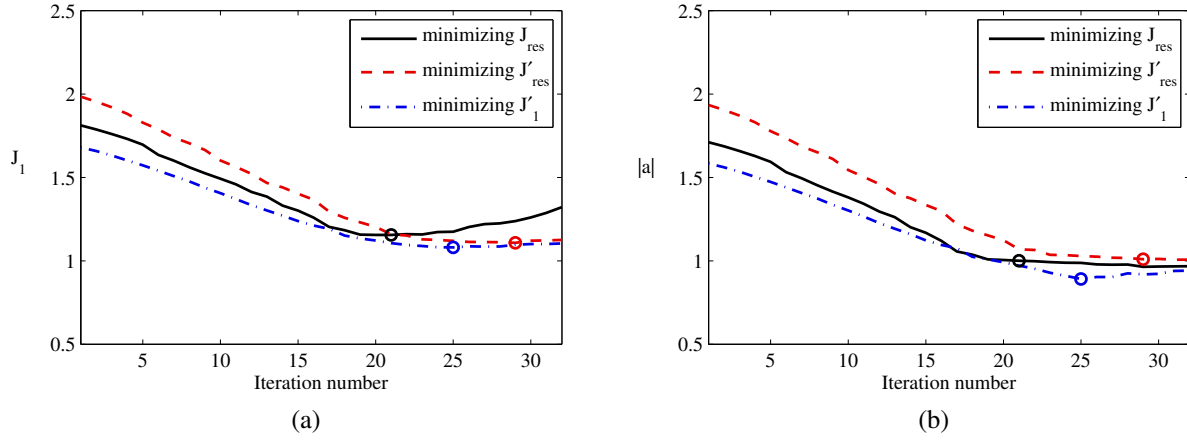 2.5
2
1.5
1
0.5
J1
5 10 15 20 25 30
Iteration number
minimizing Jres
minimizing J′res
minimizing J′1
(a)
2.5
2
1.5
1
0.5
|a|
5 10 15 20 25 30
Iteration number
minimizing Jres
minimizing J′res
minimizing J′1
(b)